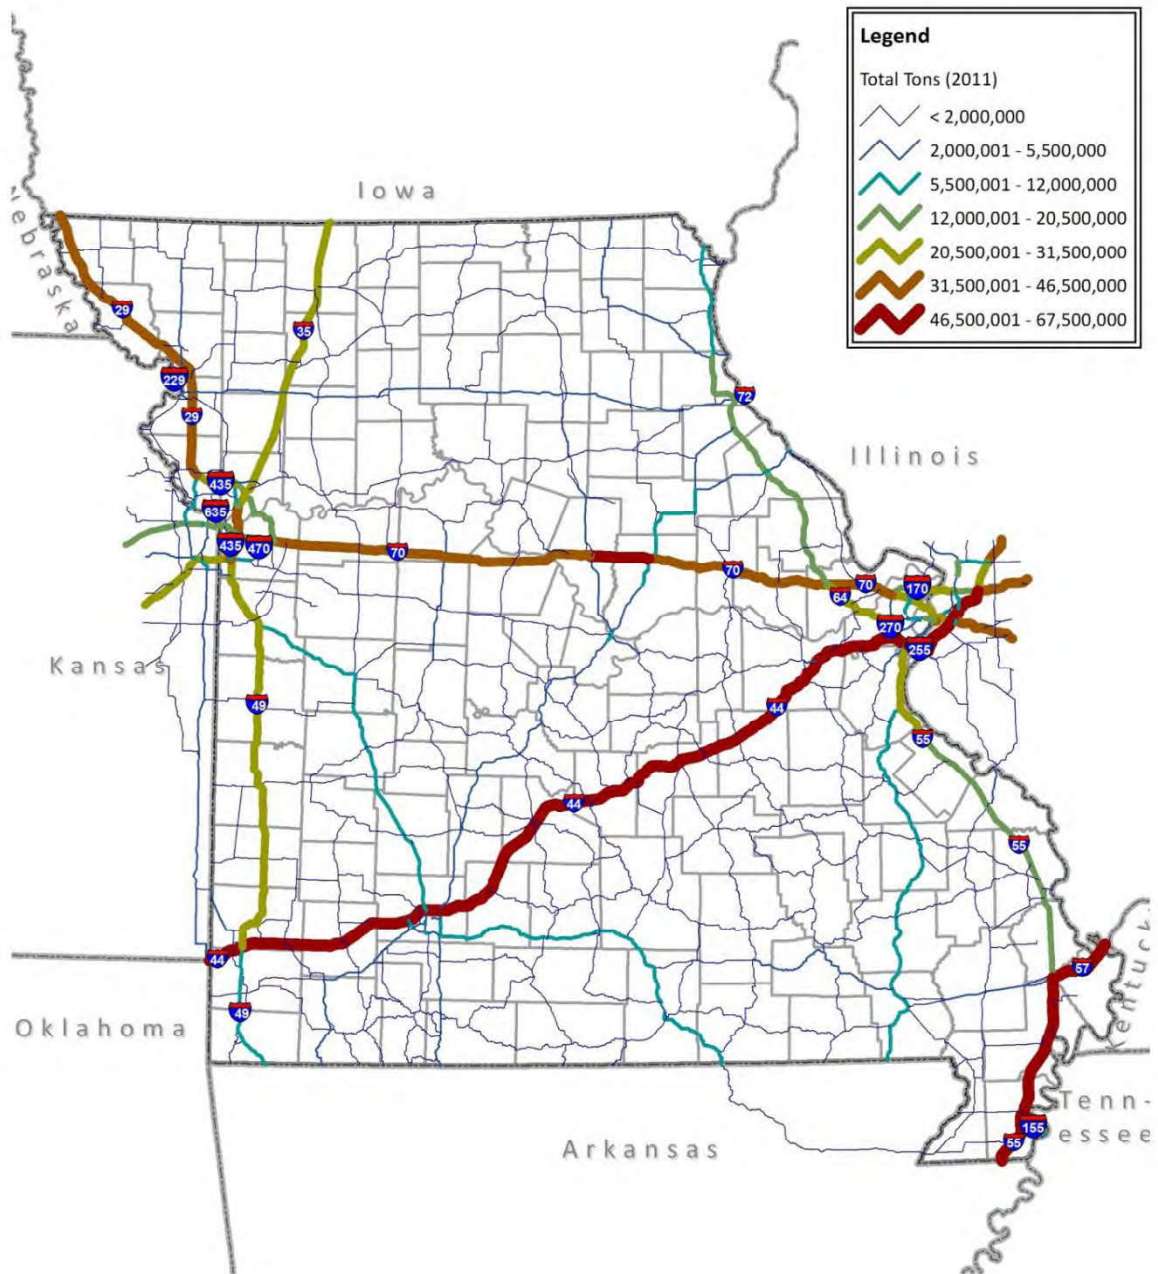 Legend
Total Tons (2011)
< 2,000,000
2,000,001 - 5,500,000
5,500,001 - 12,000,000
12,000,001 - 20,500,000
20,500,001 - 31,500,000
31,500,001 - 46,500,000
46,500,001 - 67,500,000
Iowa
Nebraska
29
35
229
72
29
Illinois
435
635
435
470
70
70
70
170
64
270
255
Kansas
49
44
55
44
55
44
57
Kentuck
49
Oklahoma
Tenn-
essee
155
55
Arkansas